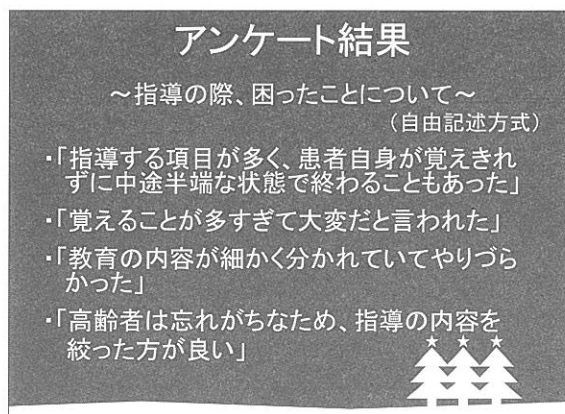 アンケート結果
～指導の際、困ったことについて～
（自由記述方式）
・「指導する項目が多く、患者自身が覚えきれ
ずに中途半端な状態で終わることもあった」
・「覚えることが多すぎて大変だと言われた」
・「教育の内容が細かく分かれていてやりづら
かった」
・「高齢者は忘れがちなため、指導の内容を
絞った方が良い」